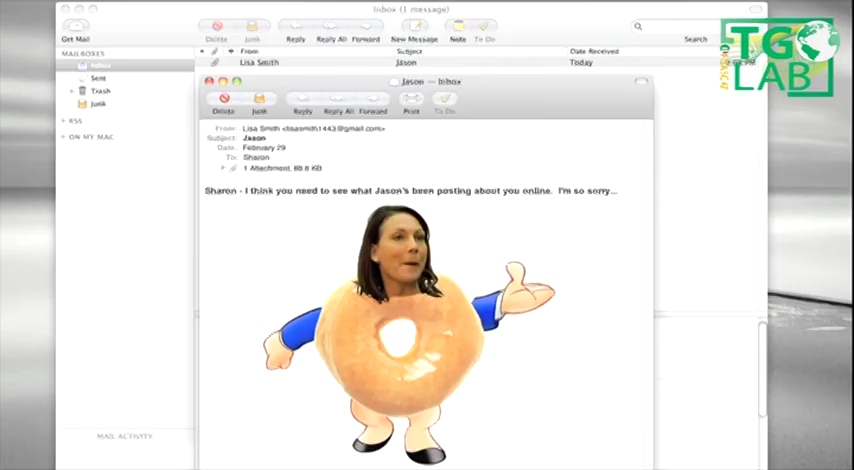 Inbox (1 message)
Get Mail
Delete
Junk
Reply
Reply All
Forward
New Message
Note
To Do
Search
MAILBOXES
Inbox
Sent
Trash
Junk
RSS
ON MY MAC
From
Subject
Date Received
Lisa Smith
Jason
Today
TGO
LAB
Jason — Inbox
Delete
Junk
Reply
Reply All
Forward
Print
To Do
From: Lisa Smith <lisasmith1443@gmail.com>
Subject: Jason
Date: February 29
To: Sharon
1 Attachment, 88.8 KB
Sharon - I think you need to see what Jason's been posting about you online. I'm so sorry...
MAIL ACTIVITY